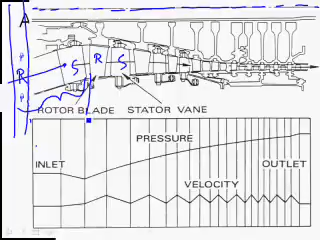 A
R
S
R
S
ROTOR BLADE STATOR VANE
PRESSURE
INLET
OUTLET
VELOCITY